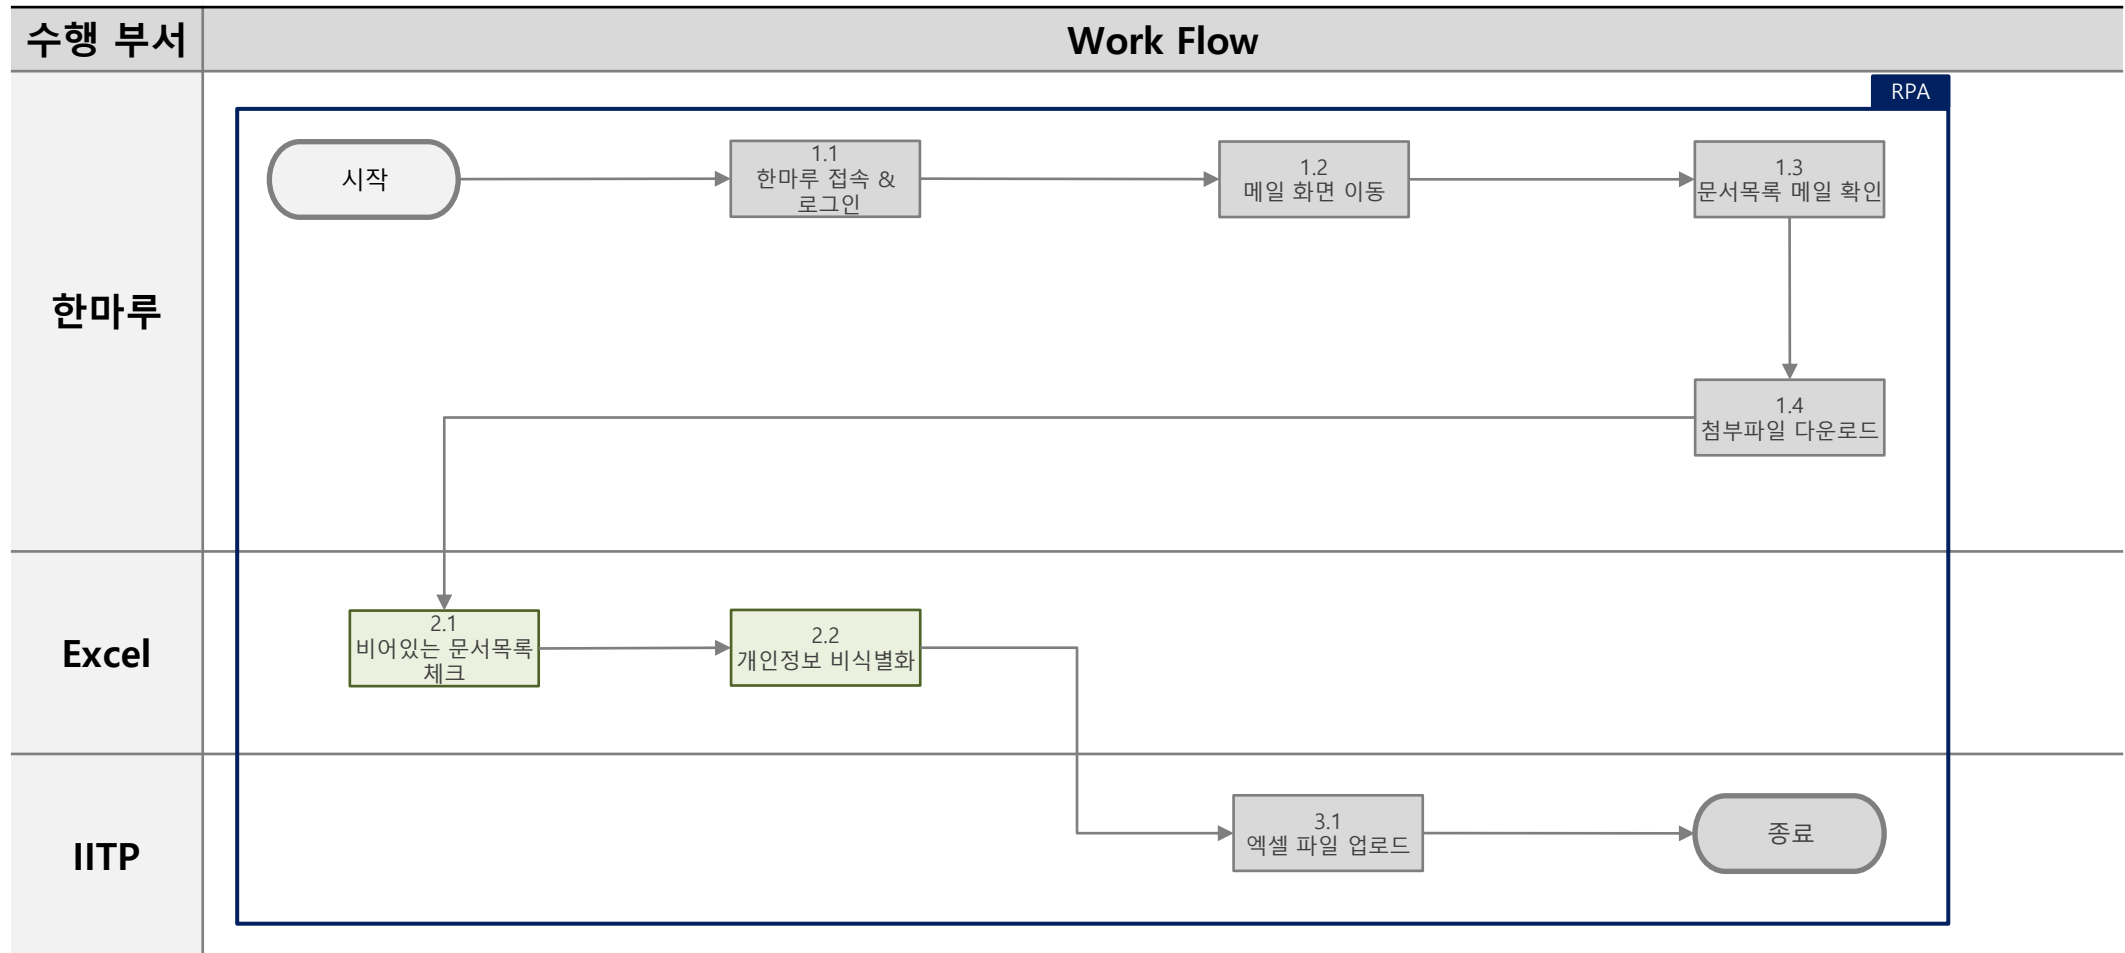 수행 부서
Work Flow
RPA
한마루
시작
1.1
한마루 접속 &
로그인
1.2
메일 화면 이동
1.3
문서목록 메일 확인
1.4
첨부파일 다운로드
Excel
2.1
비어있는 문서목록
체크
2.2
개인정보 비식별화
IITP
3.1
엑셀 파일 업로드
종료